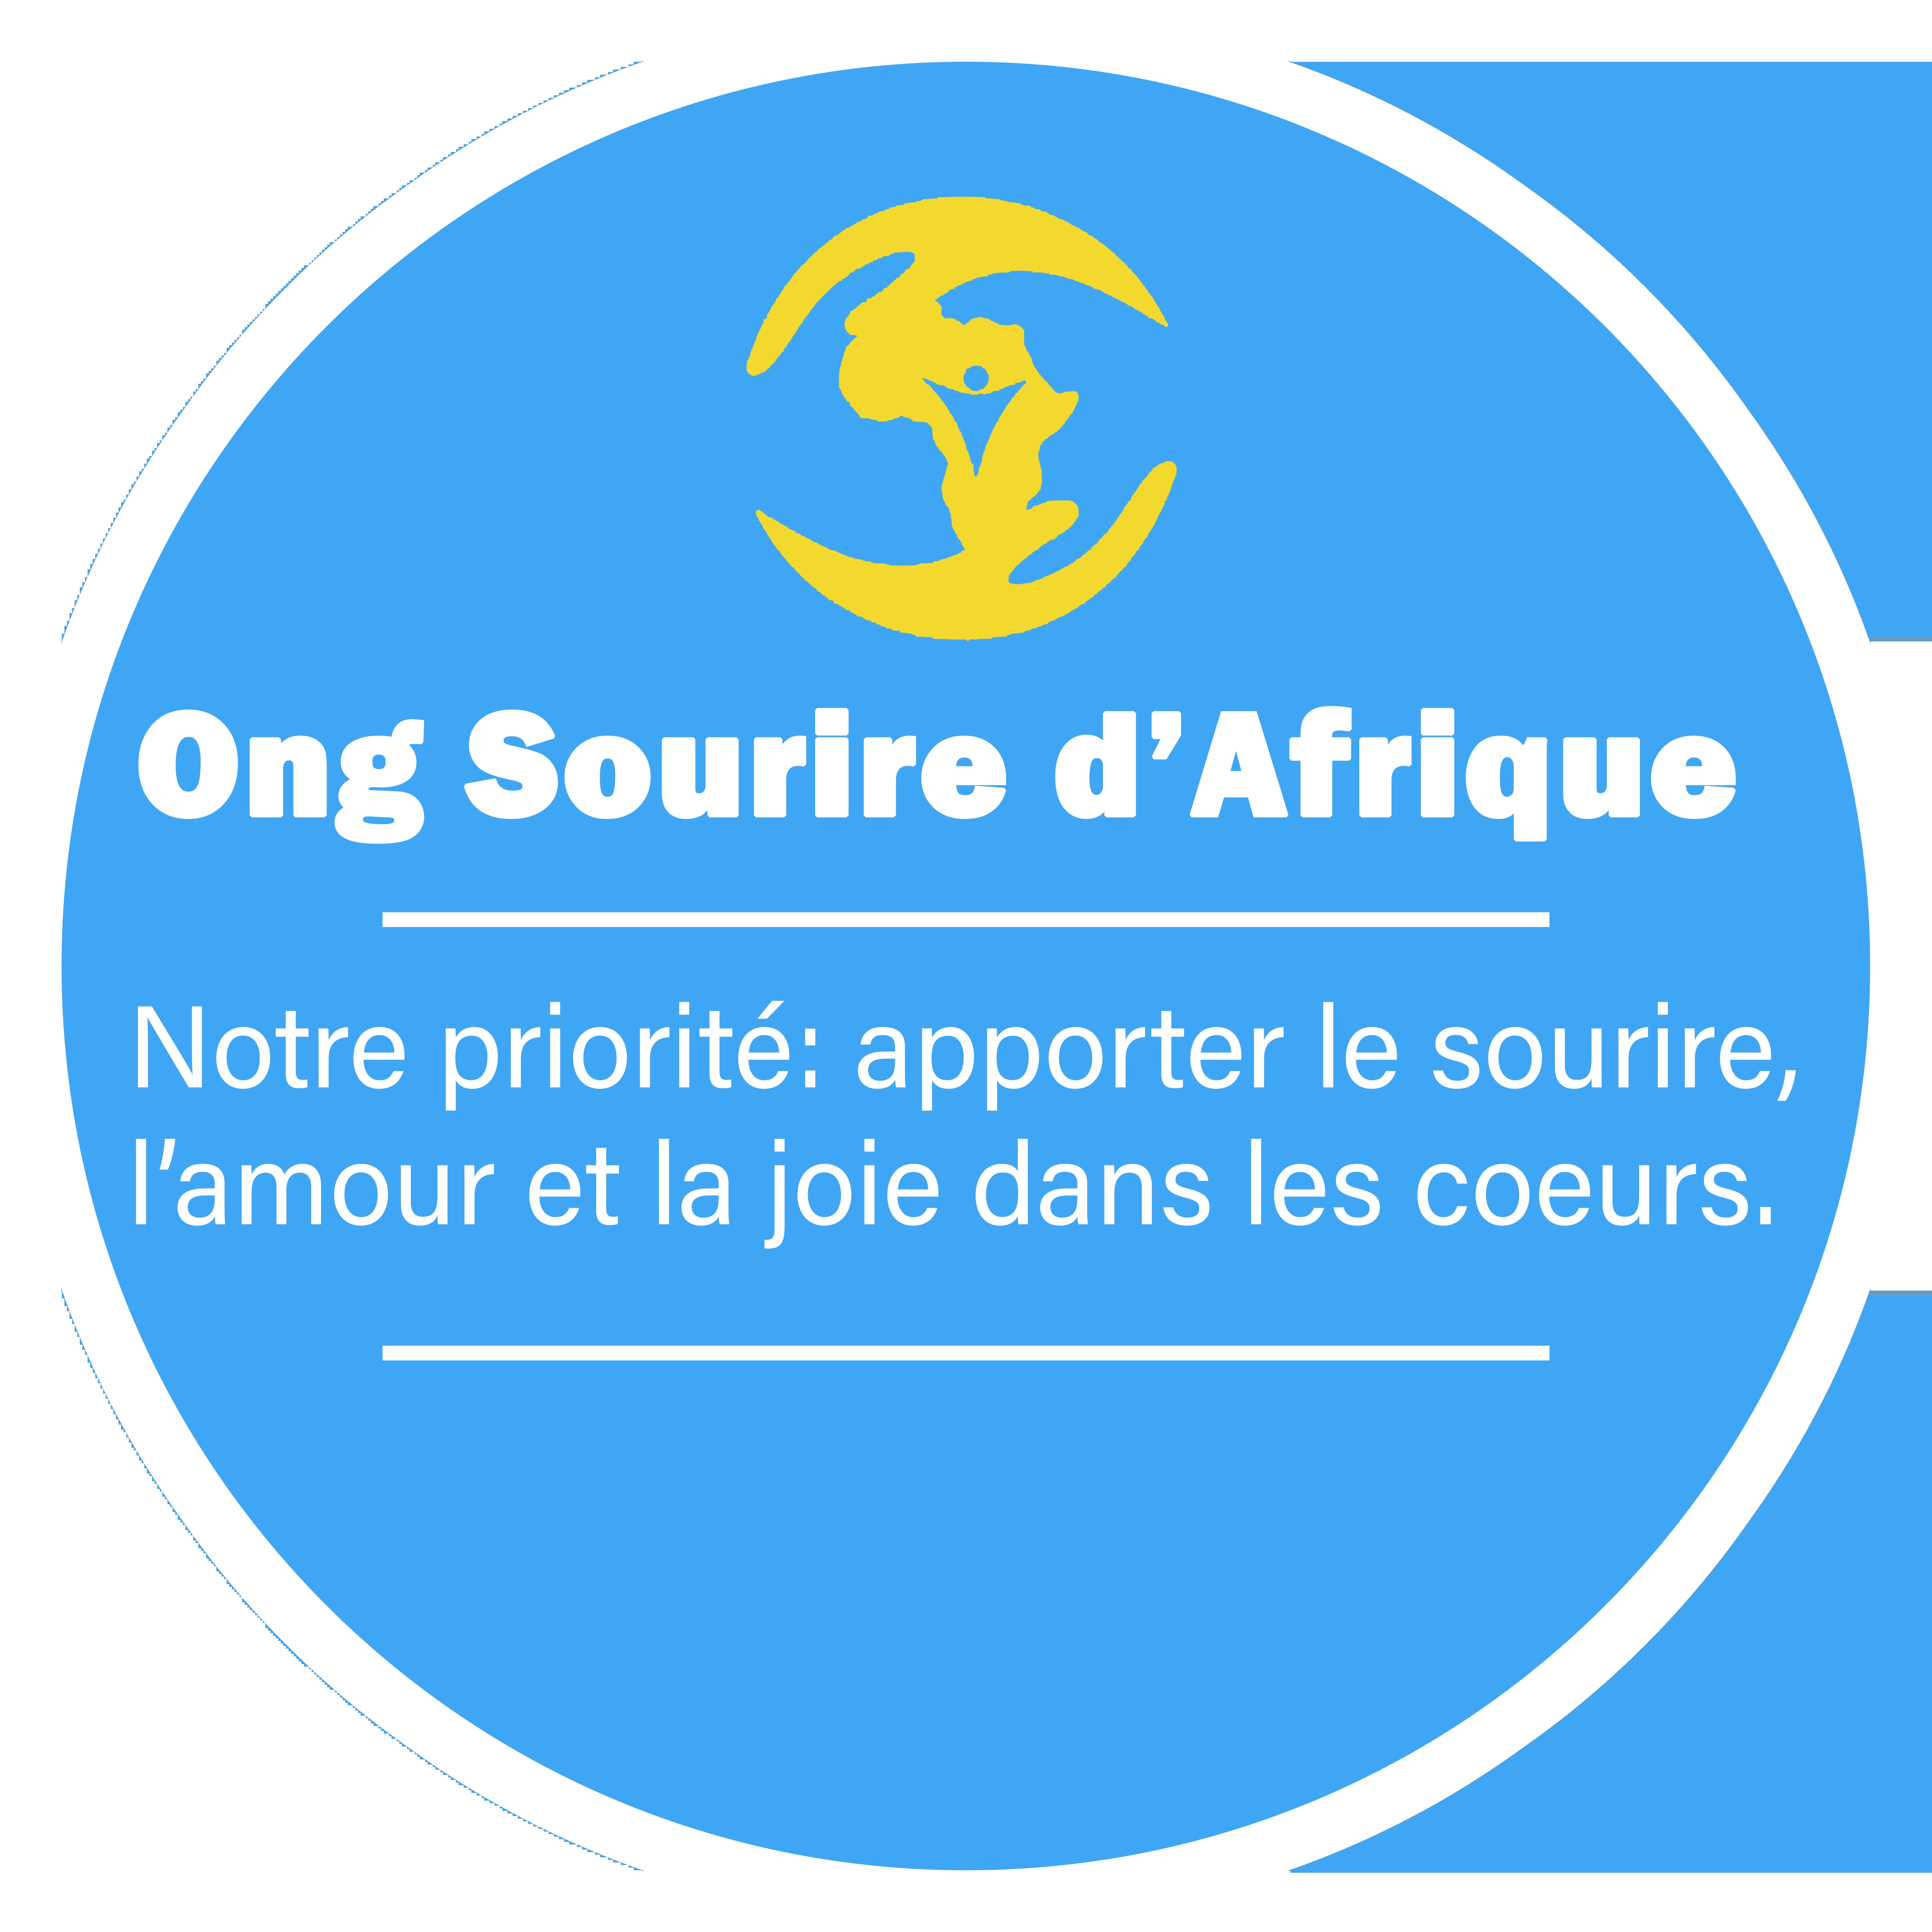 Ong Sourire d’Afrique
Notre priorité: apporter le sourire,
l’amour et la joie dans les coeurs.